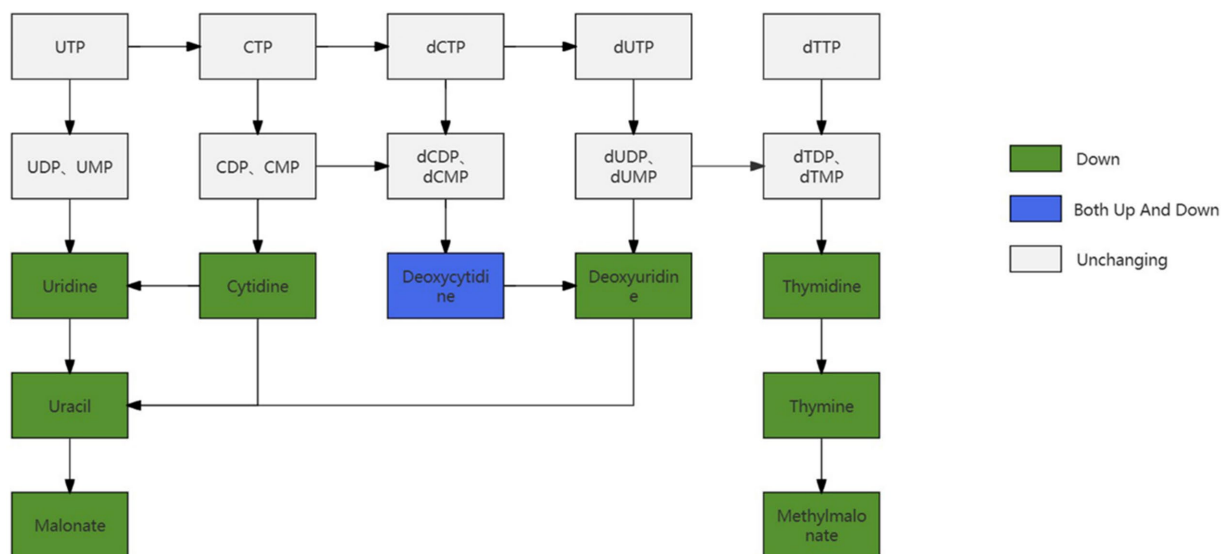 UTP
CTP
dCTP
dUTP
dTTP
UDP、UMP
CDP、CMP
dCDP、
dCMP
dUDP、
dUMP
dTDP、
dTMP
Down
Both Up And Down
Unchanging
Uridine
Cytidine
Deoxycytidi
ne
Deoxyuridin
e
Thymidine
Uracil
Thymine
Malonate
Methylmalo
nate